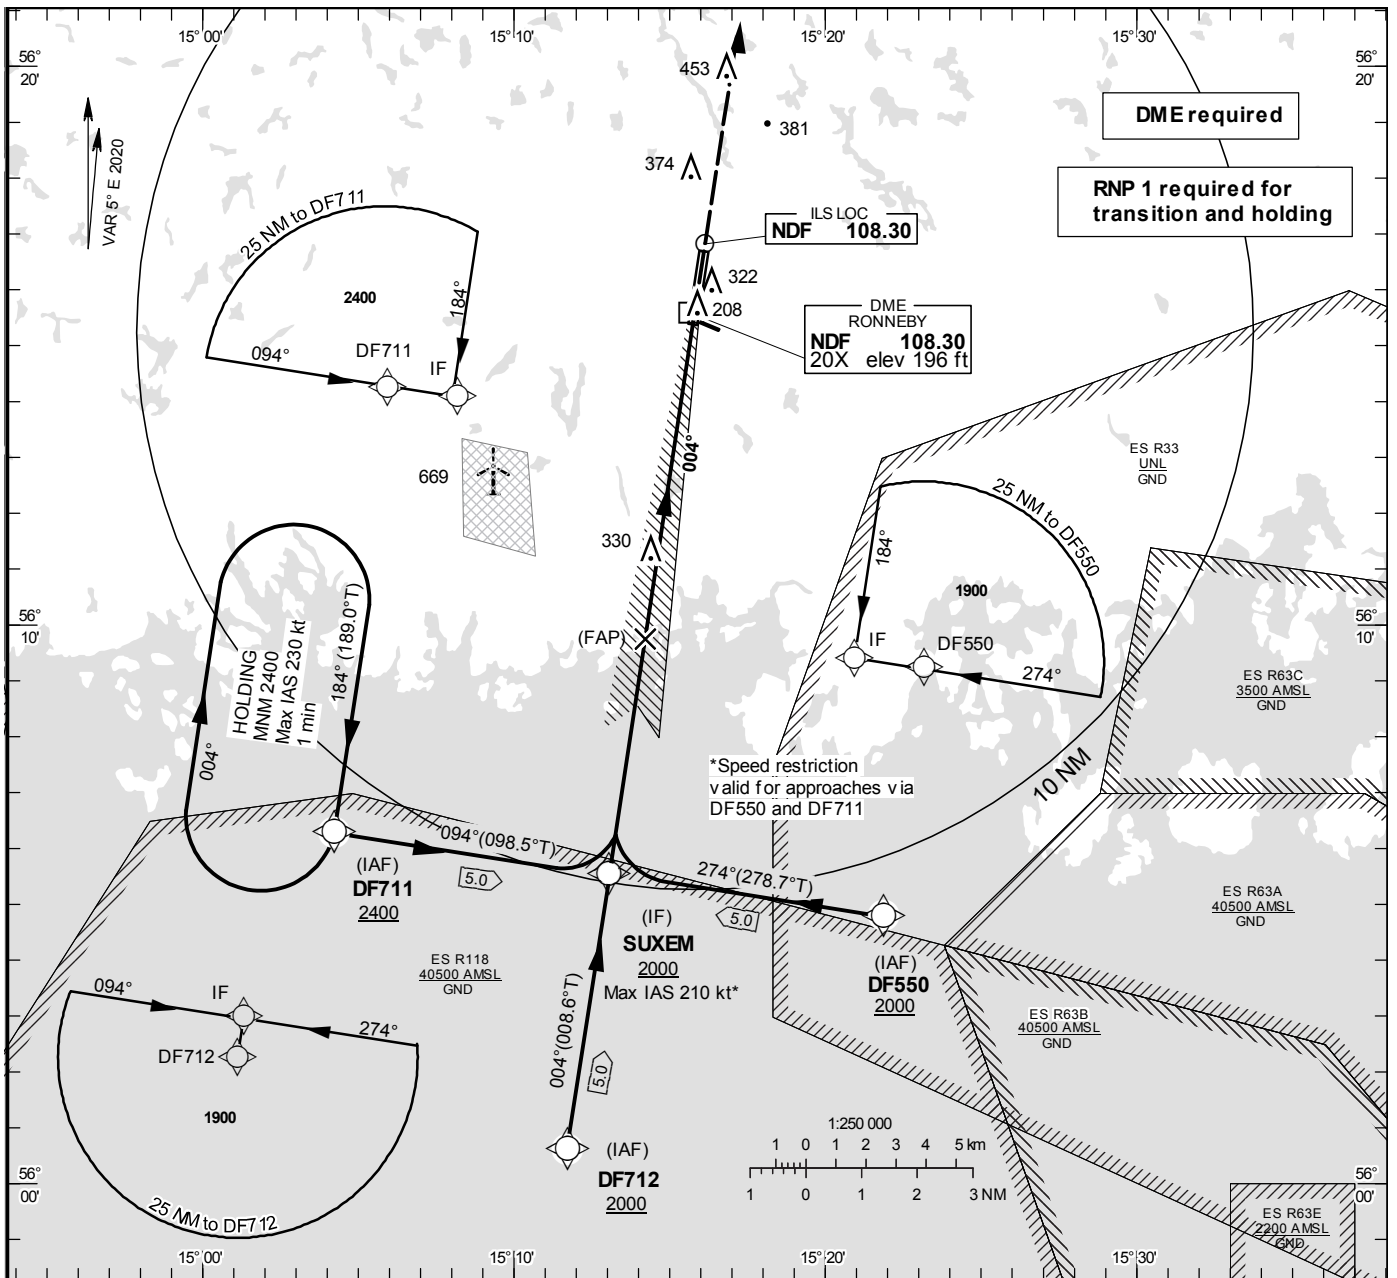 15° 00'
15° 10'
15° 20'
15° 30'
56°
20'
56°
20'
453
381
DME required
374
VAR 5° E 2020
RNP 1 required for
transition and holding
25 NM to DF711
ILS LOC
NDF 108.30
2400
184°
322
208
DME
RONNEBY
NDF 108.30
20X elev 196 ft
094°
DF711
IF
004°
669
ES R33
UNL
GND
25 NM to DF550
184°
330
1900
56°
10'
56°
10'
(FAP)
IF
DF550
274°
HOLDING
MNM 2400
Max IAS 230 kt
1 min
184° (189.0°T)
004°
ES R63C
3500 AMSL
GND
*Speed restriction
valid for approaches via
DF550 and DF711
10 NM
094°(098.5°T)
5.0
(IAF)
DF711
2400
274°(278.7°T)
5.0
ES R63A
40500 AMSL
GND
(IF)
SUXEM
2000
Max IAS 210 kt*
ES R118
40500 AMSL
GND
(IAF)
DF550
2000
094°
IF
274°
DF712
1900
25 NM to DF712
004°(008.6°T)
5.0
ES R63B
40500 AMSL
GND
(IAF)
DF712
2000
1:250 000
1 0 1 2 3 4 5 km
1 0 1 2 3 NM
56°
00'
56°
00'
ES R63E
2200 AMSL
GND
15° 00'
15° 10'
15° 20'
15° 30'